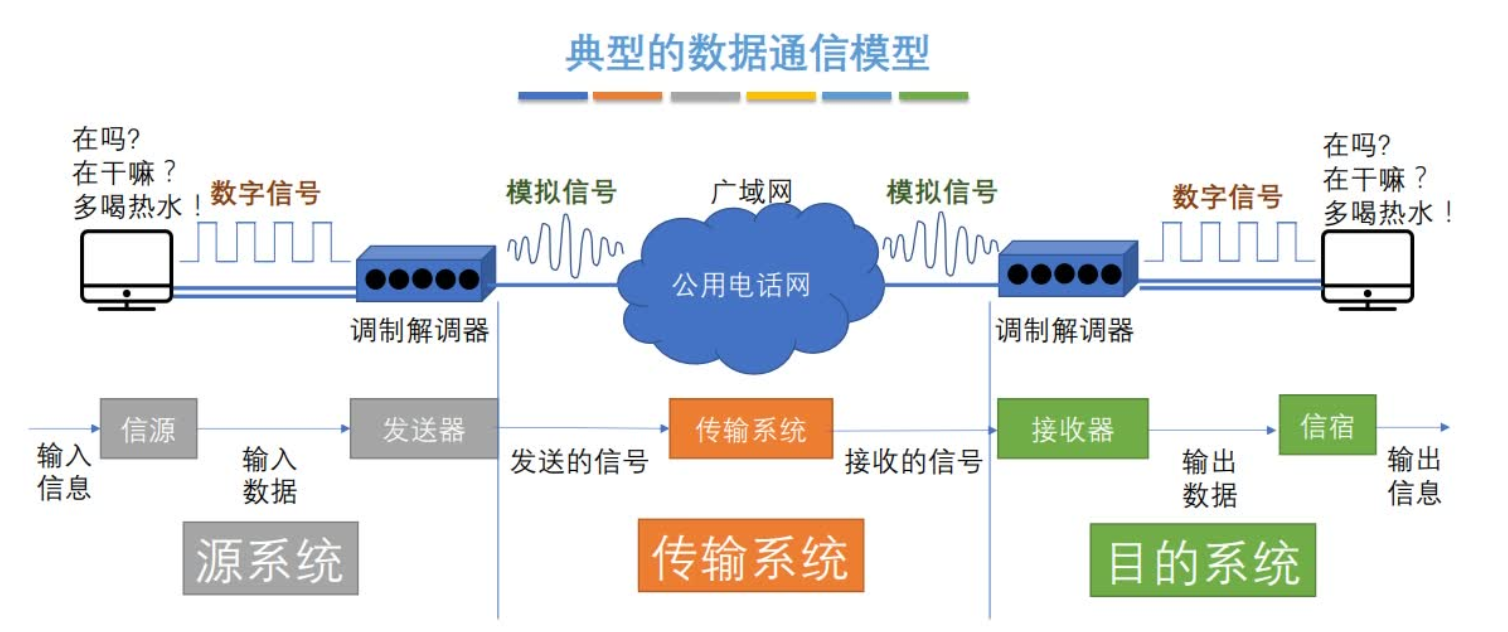 典型的数据通信模型
在吗?
在干嘛？
多喝热水！
数字信号
模拟信号
广域网
模拟信号
数字信号
在吗?
在干嘛？
多喝热水！
公用电话网
调制解调器
调制解调器
信源
发送器
传输系统
接收器
信宿
输入
信息
输入
数据
发送的信号
接收的信号
输出
数据
输出
信息
源系统
传输系统
目的系统